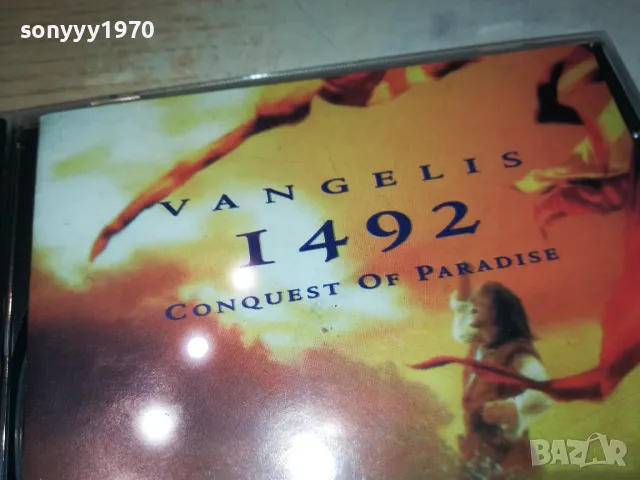 sonyyy1970
VANGELIS
1492
CONQUEST OF PARADISE
BAZAR